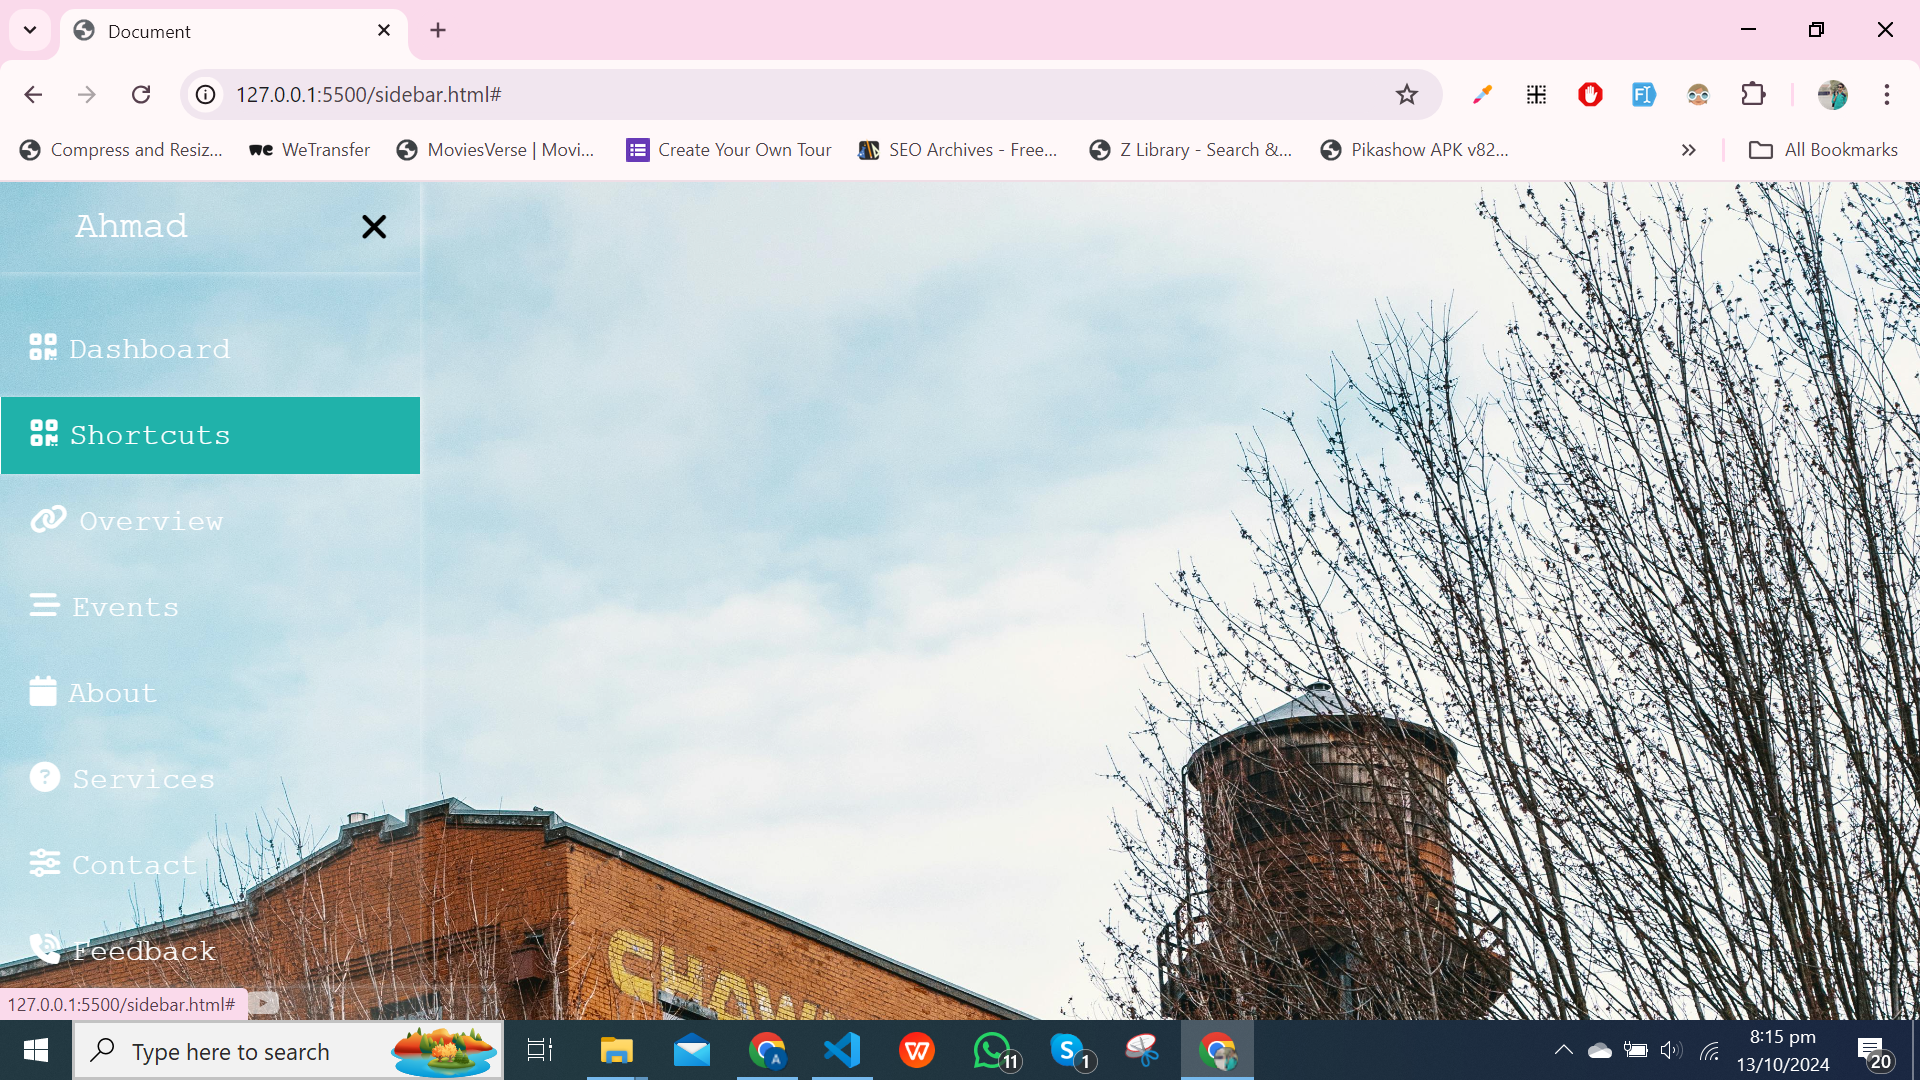 Document
127.0.0.1:5500/sidebar.html#
Compress and Resiz...
WeTransfer
MoviesVerse | Movi...
Create Your Own Tour
SEO Archives - Free...
Z Library - Search &...
Pikashow APK v82...
All Bookmarks
Ahmad
Dashboard
Shortcuts
Overview
Events
About
Services
Contact
Feedback
127.0.0.1:5500/sidebar.html#
Type here to search
A
W
11
S
1
8:15 pm
13/10/2024
20